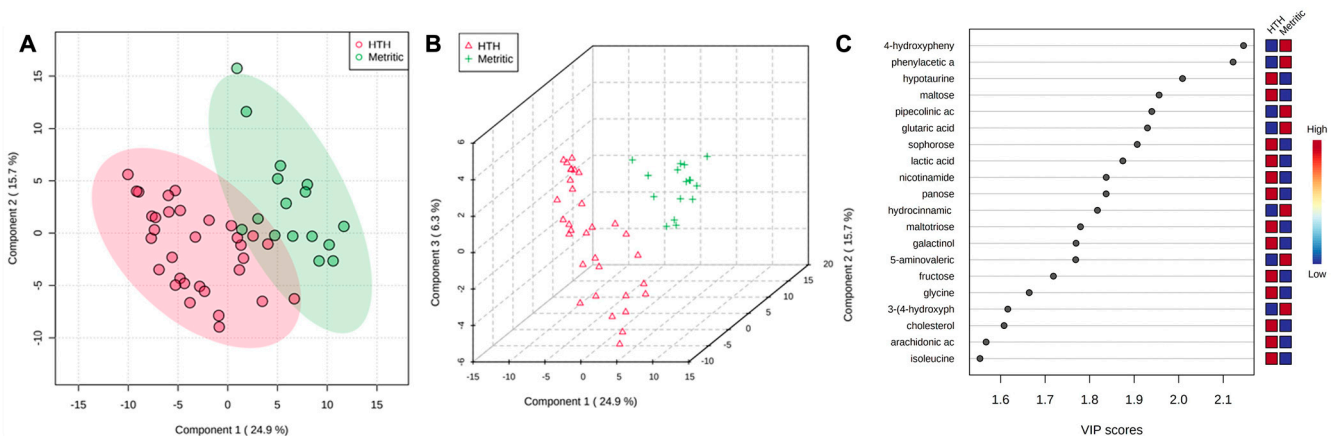 A
HTH
Metritic
15
10
5
0
-5
-10
-15
-10
-5
0
5
10
15
Component 2 ( 15.7 %)
Component 1 ( 24.9 %)
B
HTH
Metritic
6
4
2
0
-2
-4
-6
-15
-10
-5
0
5
10
15
-10
-5
0
5
10
15
20
Component 3 ( 6.3 %)
Component 1 ( 24.9 %)
Component 2 ( 15.7 %)
C
HTH
Metritic
4-hydroxypheny
phenylacetic a
hypotaurine
maltose
pipecolinic ac
glutaric acid
sophorose
lactic acid
nicotinamide
panose
hydrocinnamic
maltotriose
galactinol
5-aminovaleric
fructose
glycine
3-(4-hydroxyph
cholesterol
arachidonic ac
isoleucine
1.6
1.7
1.8
1.9
2.0
2.1
VIP scores
High
Low